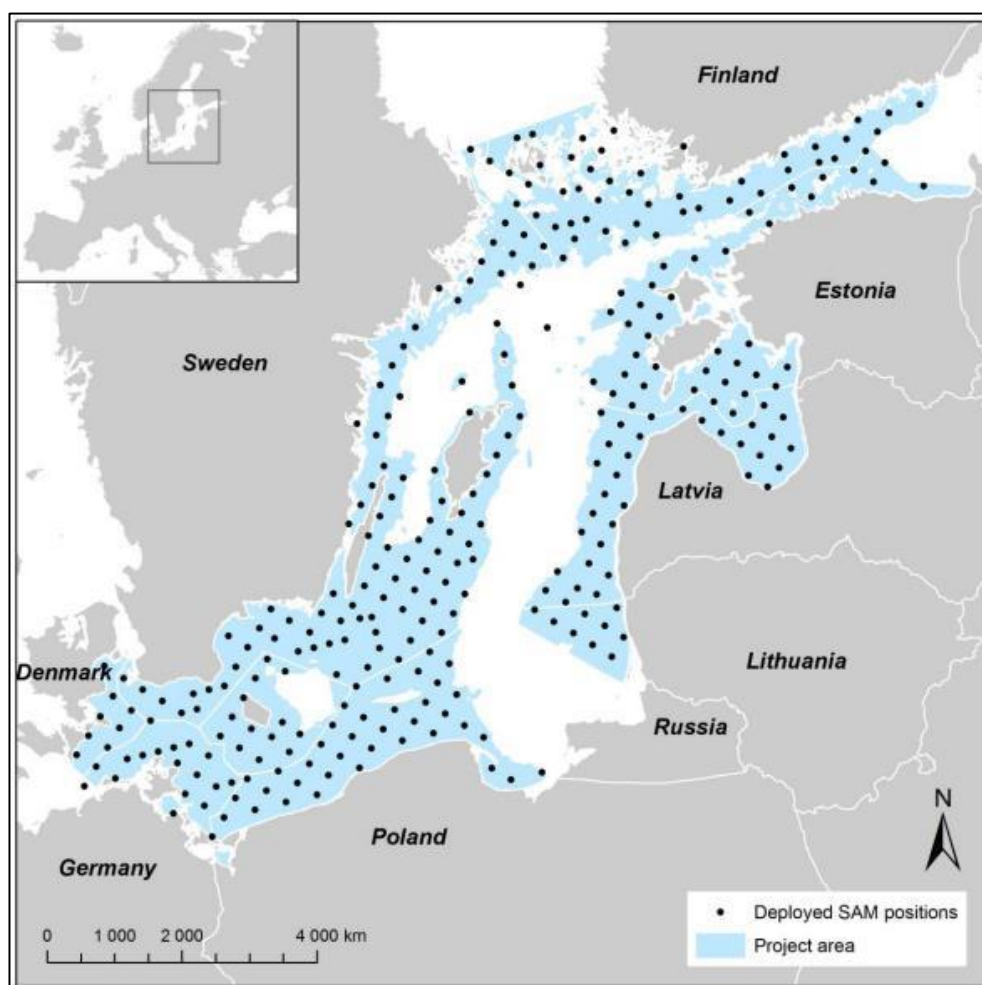 Finland
Estonia
Sweden
Latvia
Denmark
Lithuania
Russia
N
Poland
Germany
Deployed SAM positions
Project area
0 1 000 2 000 4 000 km